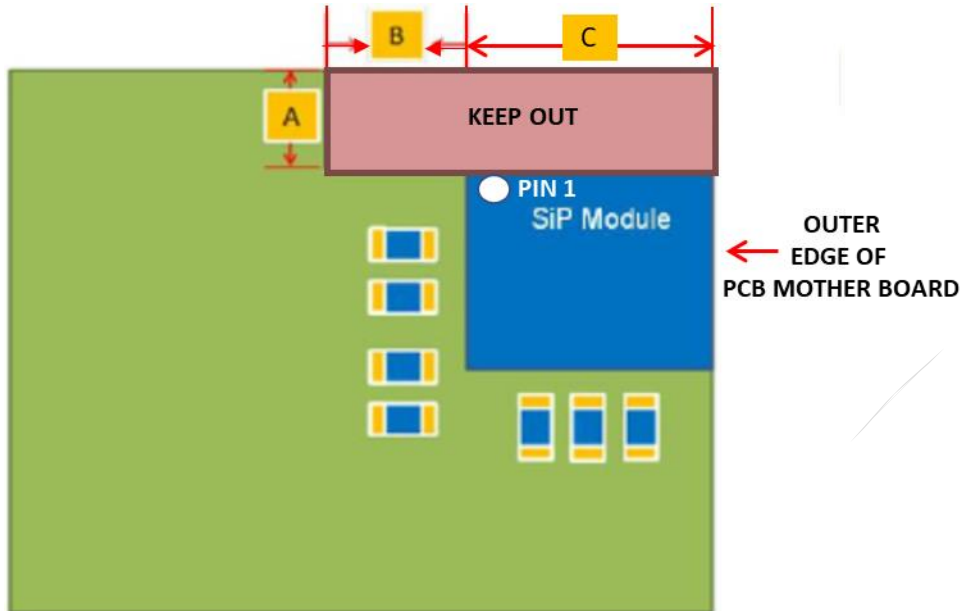 B
C
A
KEEP OUT
PIN 1
SiP Module
OUTER
EDGE OF
PCB MOTHER BOARD